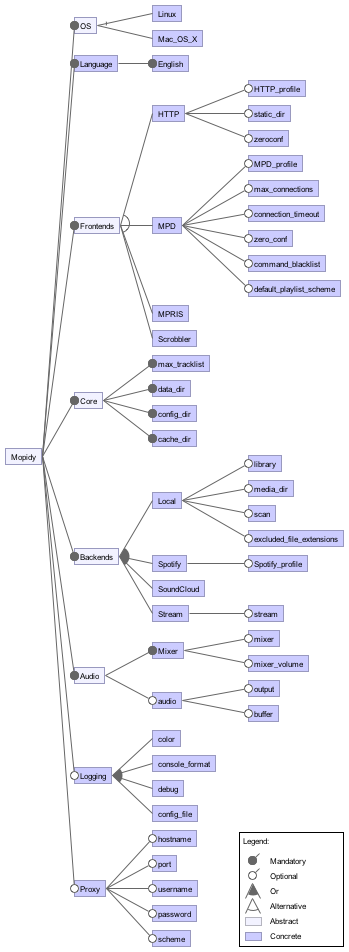 Linux
OS
Mac_OS_X
Language
English
HTTP_profile
HTTP
static_dir
zeroconf
MPD_profile
max_connections
connection_timeout
Frontends
MPD
zero_conf
command_blacklist
default_playlist_scheme
MPRIS
Scrobbler
max_tracklist
data_dir
Core
config_dir
cache_dir
Mopidy
library
media_dir
Local
scan
excluded_file_extensions
Backends
Spotify
Spotify_profile
SoundCloud
Stream
stream
mixer
Mixer
mixer_volume
Audio
output
audio
buffer
color
console_format
Logging
debug
config_file
hostname
port
Proxy
username
password
scheme
Legend:
Mandatory
Optional
Or
Alternative
Abstract
Concrete